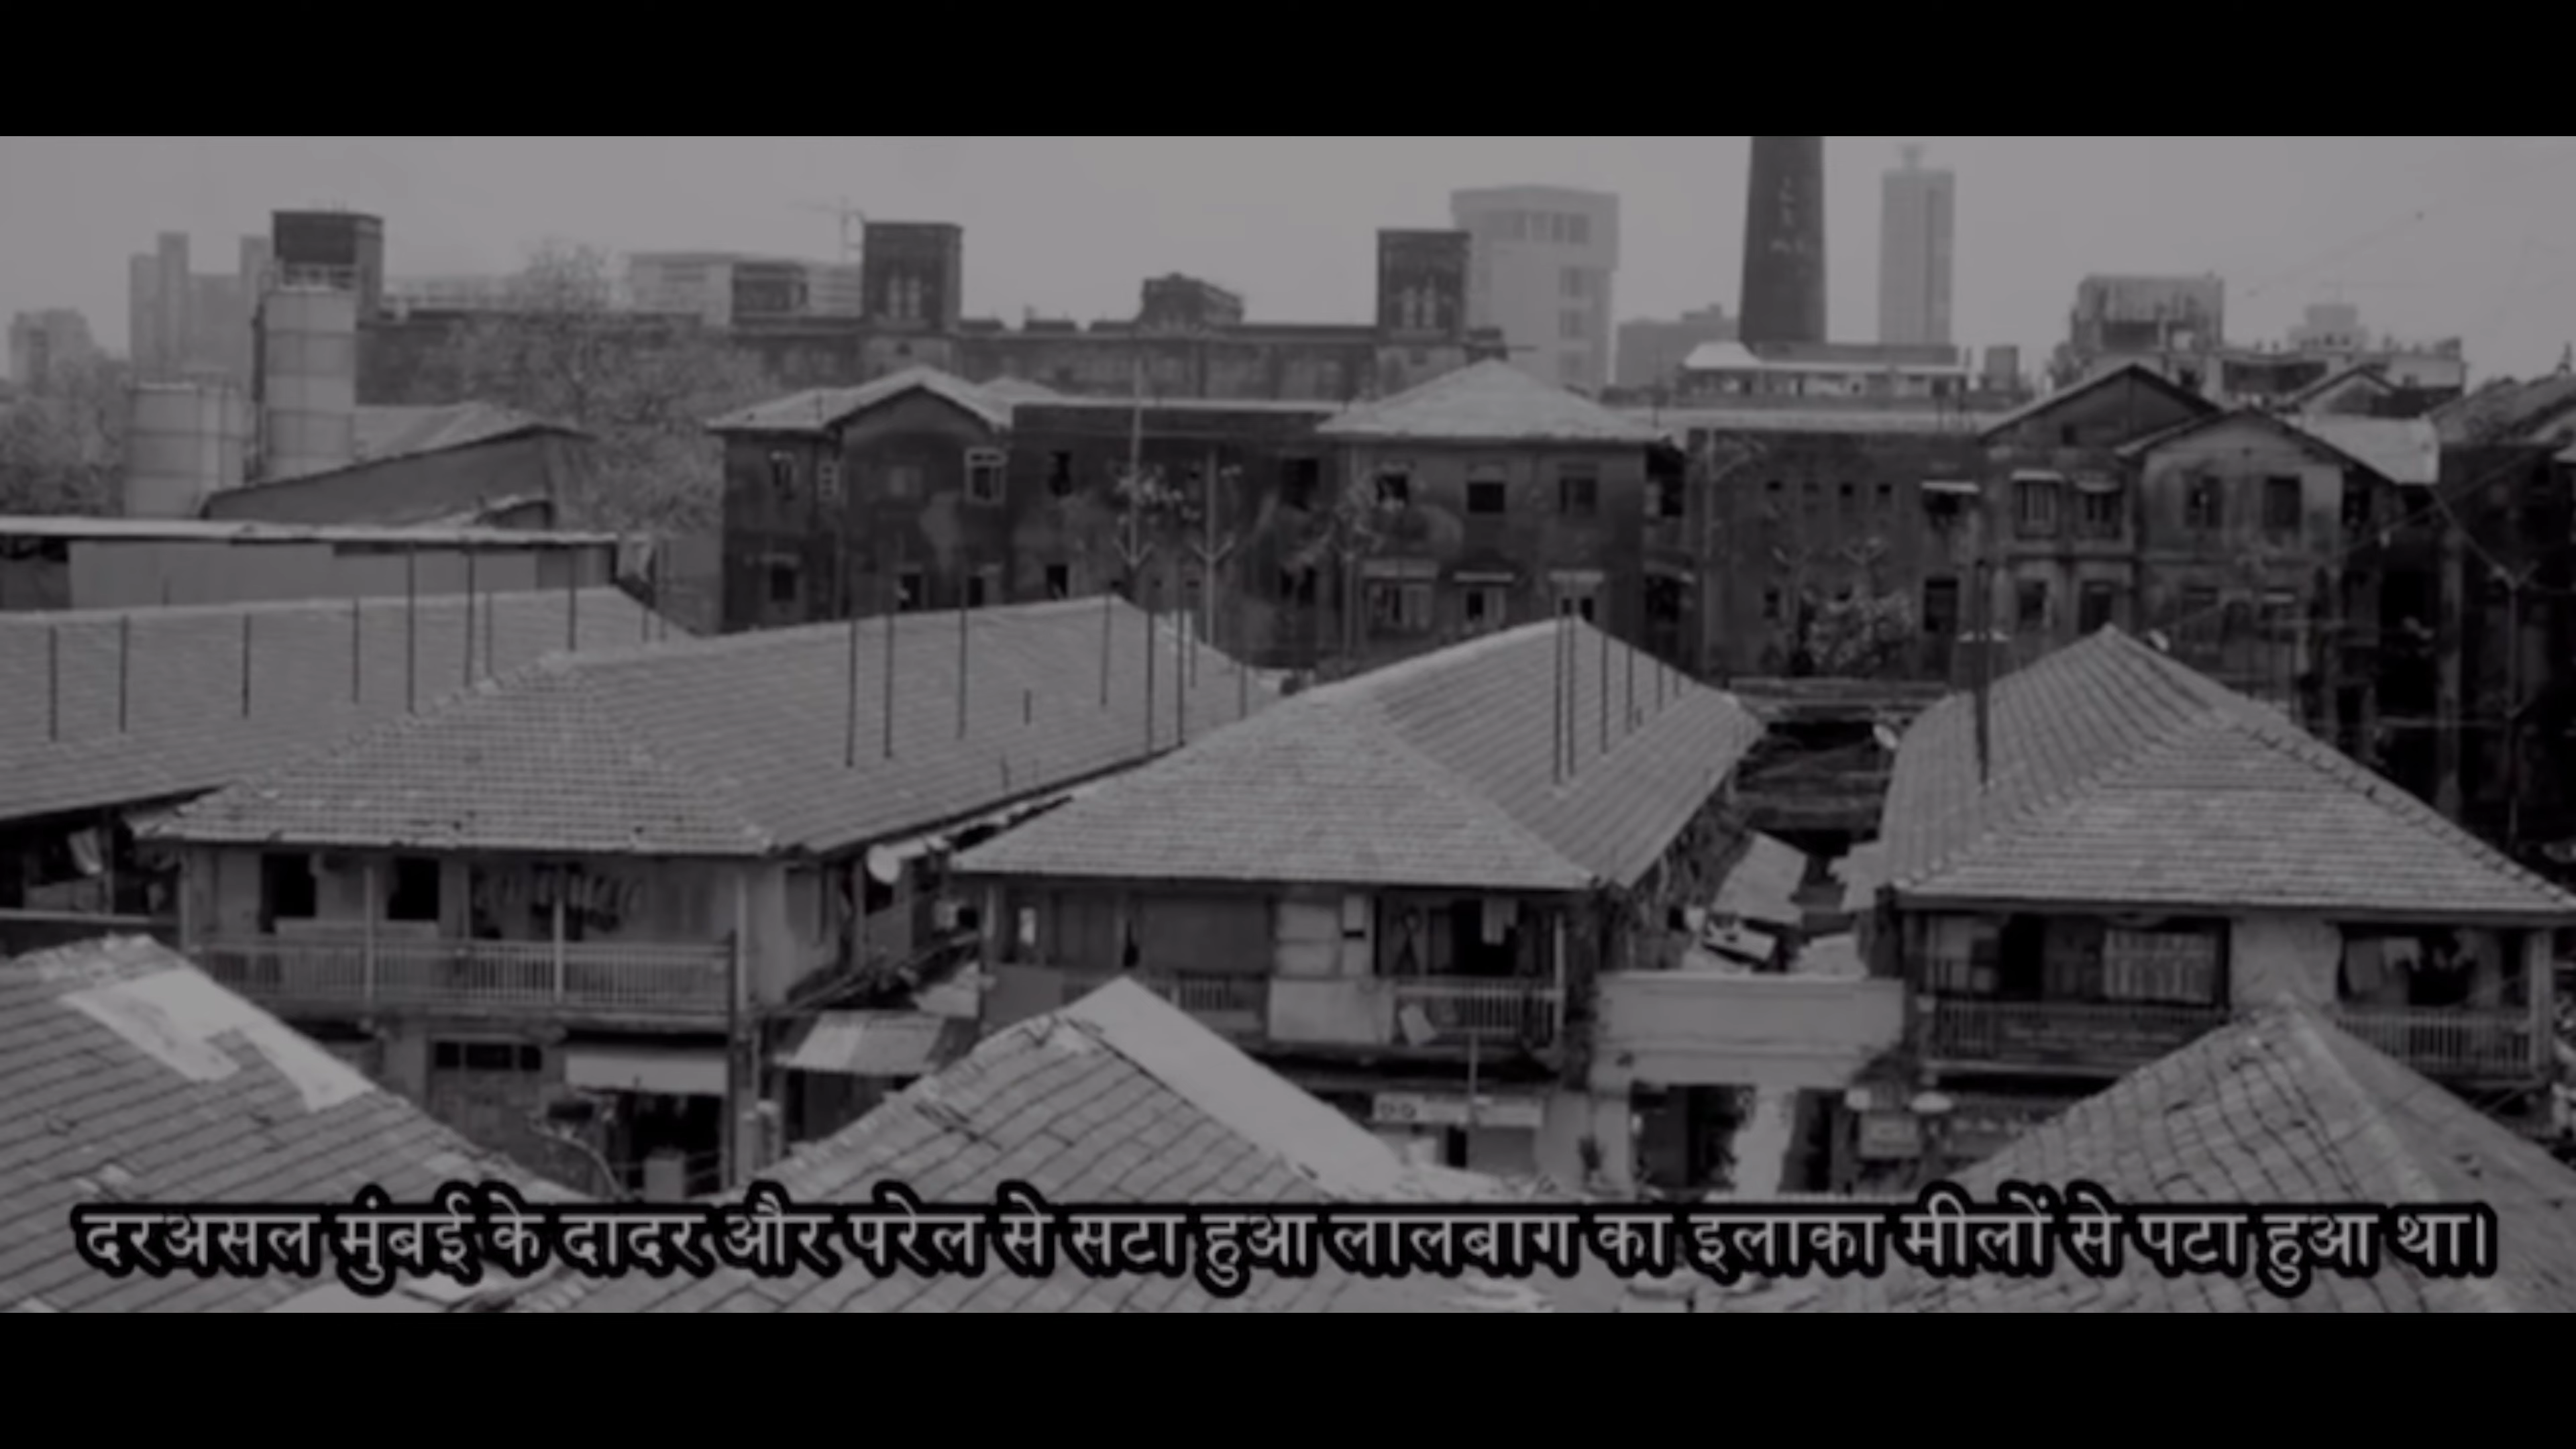 दरअसल मुंबई के दादर और परेल से सटा हुआ लालबाग का इलाका मीलों से पटा हुआ था।